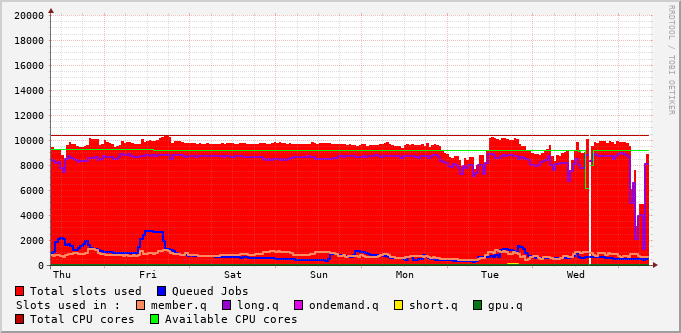 20000
18000
16000
14000
12000
10000
8000
6000
4000
2000
0
Thu Fri Sat Sun Mon Tue Wed
RRDTOOL / TOBI OETIKER
Total slots used Queued Jobs
Slots used in : member.q long.q ondemand.q short.q gpu.q
Total CPU cores Available CPU cores